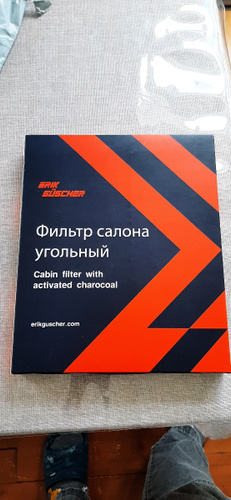 ERIK
GÜSCHER
Фильтр салона
угольный
Cabin filter with
activated charocoal
erikguscher.com